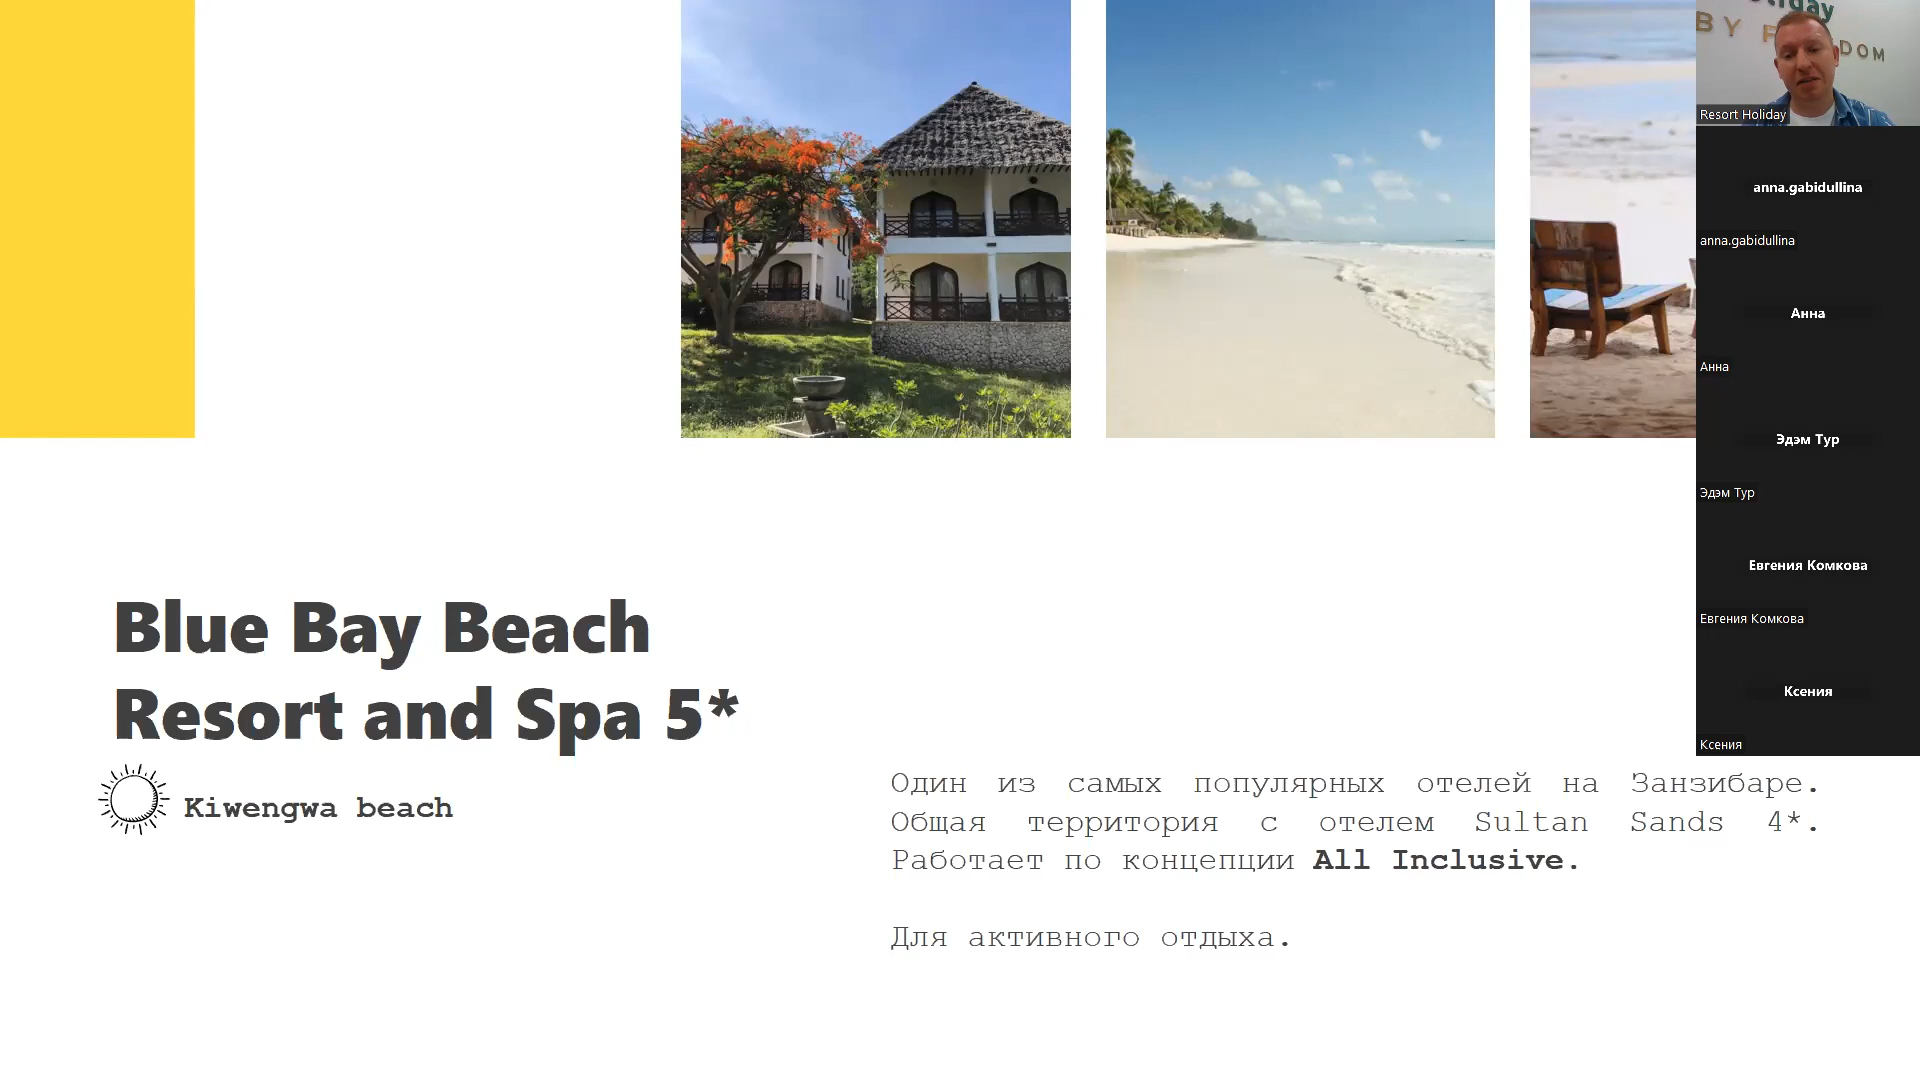 BY
DOM
Resort Holiday
anna.gabidullina
anna.gabidullina
Анна
Анна
Эдэм Тур
Эдэм Тур
Евгения Комкова
Евгения Комкова
Ксения
Ксения
Blue Bay Beach
Resort and Spa 5*
Kiwengwa beach
Один из самых популярных отелей на Занзибаре.
Общая территория с отелем Sultan Sands 4*.
Работает по концепции All Inclusive.
Для активного отдыха.